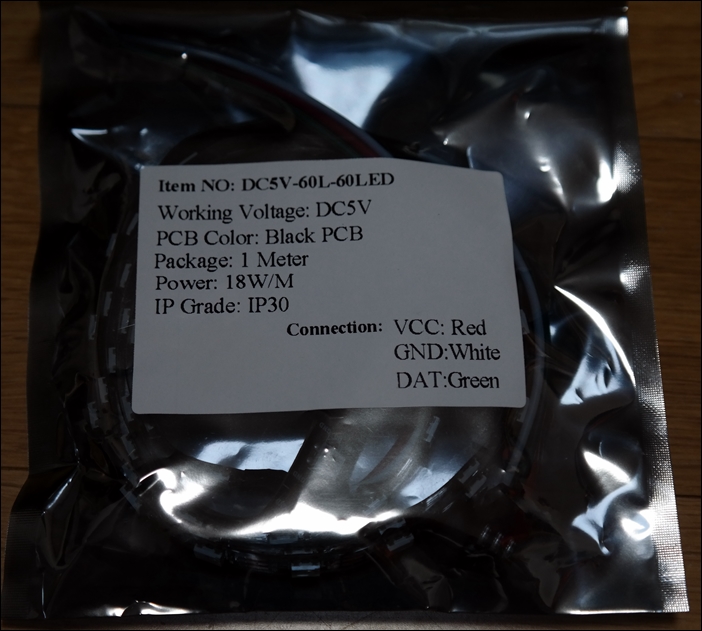 Item NO: DC5V-60L-60LED
Working Voltage: DC5V
PCB Color: Black PCB
Package: 1 Meter
Power: 18W/M
IP Grade: IP30
Connection: VCC: Red
GND:White
DAT:Green